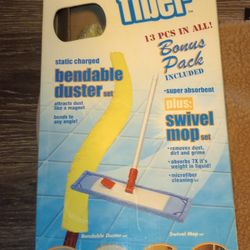 fiber
13 PCS IN ALL!
Bonus
Pack
INCLUDED
static charged
bendable
duster set
attracts dust
like a magnet
bends to
any angle!
• super absorbent
plus:
swivel
mop set
• removes dust,
dirt and grime
• absorbs 7X it's
weight in liquid!
• microfiber
cleaning
Bendable Duster set
Swivel Mop set